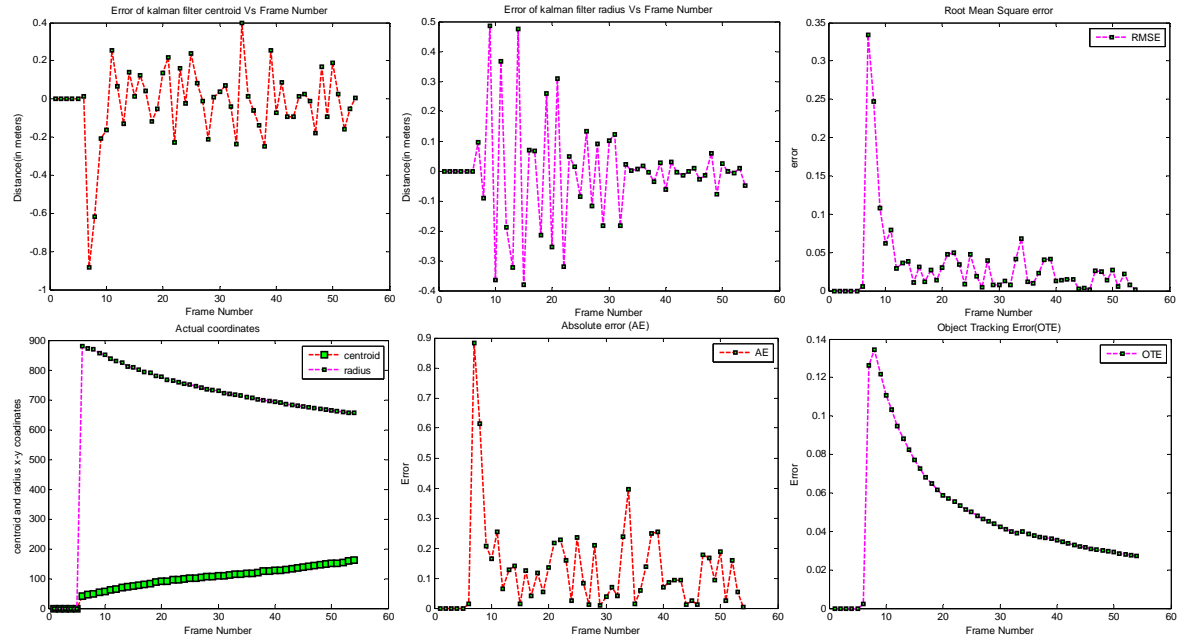 Error of kalman filter centroid Vs Frame Number
0.4
0.2
0
-0.2
-0.4
-0.6
-0.8
-1
Distance(in meters)
0 10 20 30 40 50 60
Frame Number
Error of kalman filter radius Vs Frame Number
0.5
0.4
0.3
0.2
0.1
0
-0.1
-0.2
-0.3
-0.4
Distance(in meters)
0 10 20 30 40 50 60
Frame Number
Root Mean Square error
RMSE
0.35
0.3
0.25
0.2
0.15
0.1
0.05
0
error
0 10 20 30 40 50 60
Frame Number
Actual coordinates
centroid
radius
900
800
700
600
500
400
300
200
100
0
centroid and radius x-y coadinates
0 10 20 30 40 50 60
Frame Number
Absolute error (AE)
AE
0.9
0.8
0.7
0.6
0.5
0.4
0.3
0.2
0.1
0
Error
0 10 20 30 40 50 60
Frame Number
Object Tracking Error(OTE)
OTE
0.14
0.12
0.1
0.08
0.06
0.04
0.02
0
Error
0 10 20 30 40 50 60
Frame Number